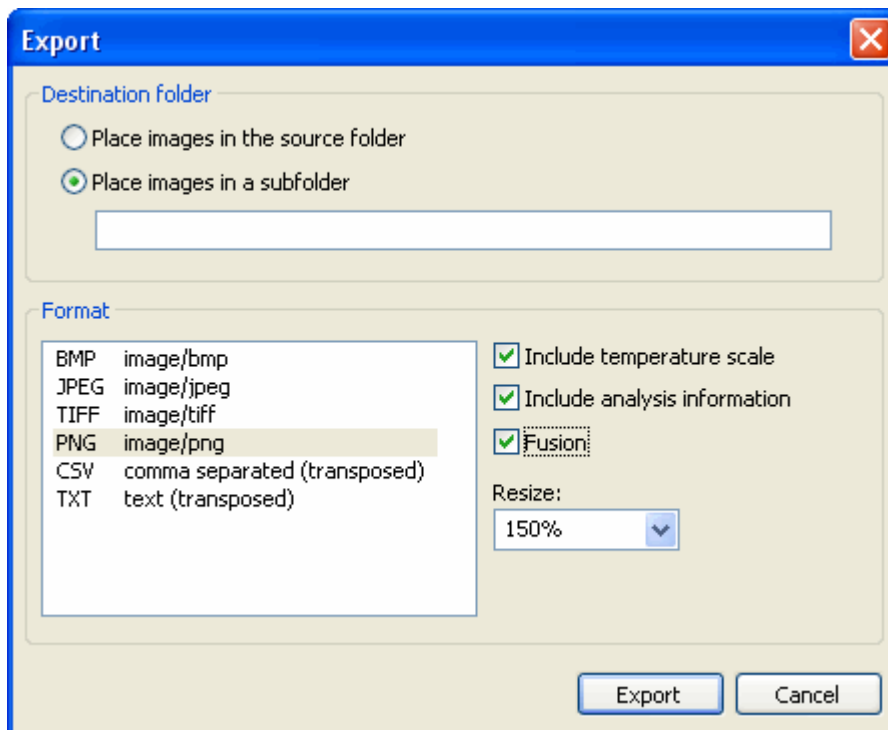 Export
Destination folder
Place images in the source folder
Place images in a subfolder
Format
BMP image/bmp
JPEG image/jpeg
TIFF image/tiff
PNG image/png
CSV comma separated (transposed)
TXT text (transposed)
Include temperature scale
Include analysis information
Fusion
Resize:
150%
Export Cancel